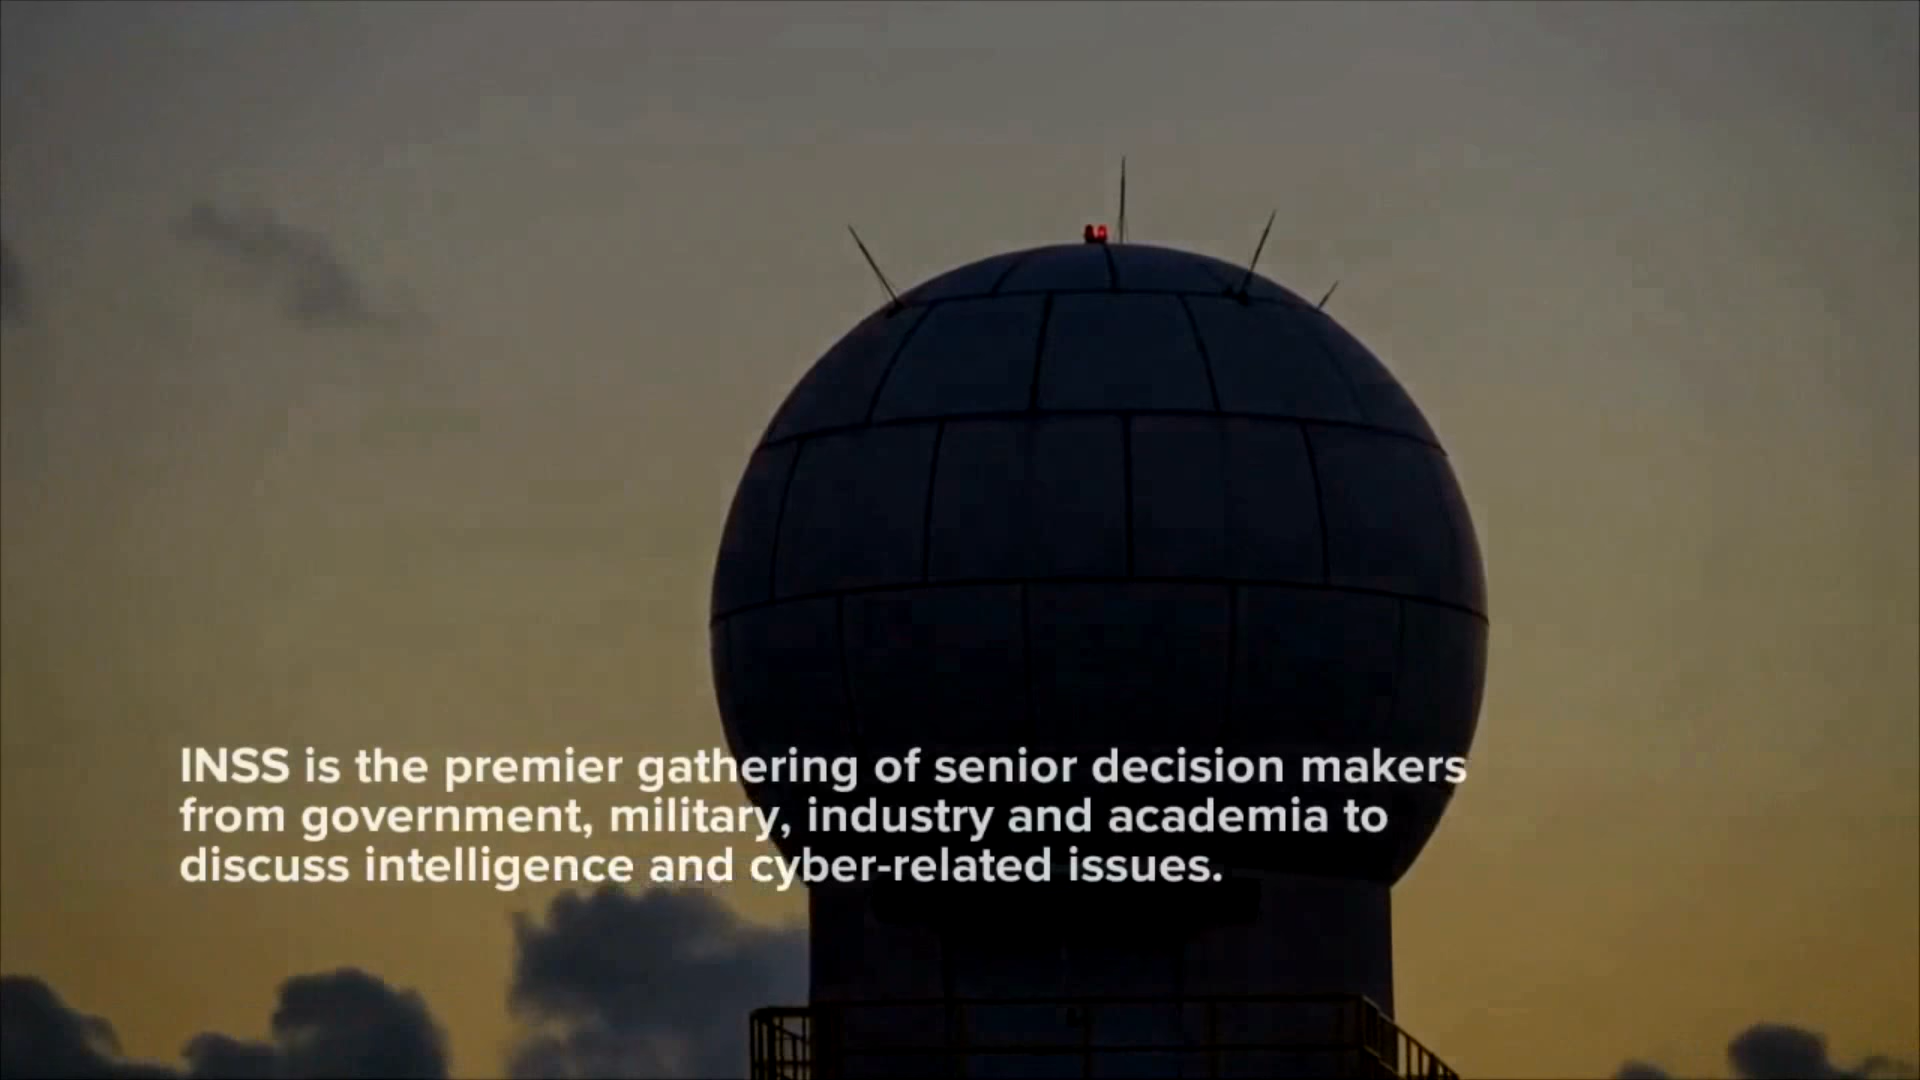 INSS is the premier gathering of senior decision makers
from government, military, industry and academia to
discuss intelligence and cyber-related issues.